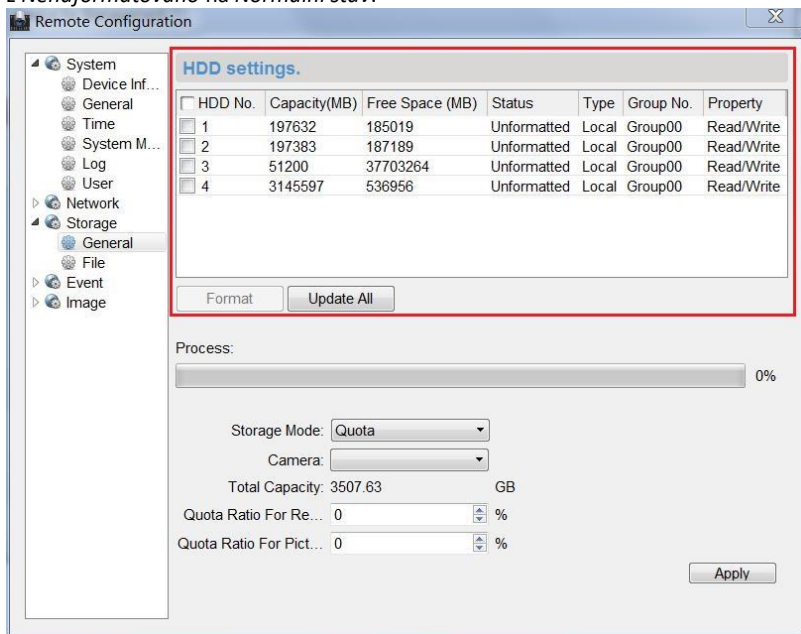 z Nenaformátováno na Normální stav.
Remote Configuration
System
Device Inf...
General
Time
System M...
Log
User
Network
Storage
General
File
Event
Image
HDD settings.
HDD No. Capacity(MB) Free Space (MB) Status Type Group No. Property
1 197632 185019 Unformatted Local Group00 Read/Write
2 197383 187189 Unformatted Local Group00 Read/Write
3 51200 37703264 Unformatted Local Group00 Read/Write
4 3145597 536956 Unformatted Local Group00 Read/Write
Format Update All
Process:
0%
Storage Mode: Quota
Camera:
Total Capacity: 3507.63 GB
Quota Ratio For Re... 0 %
Quota Ratio For Pict... 0 %
Apply